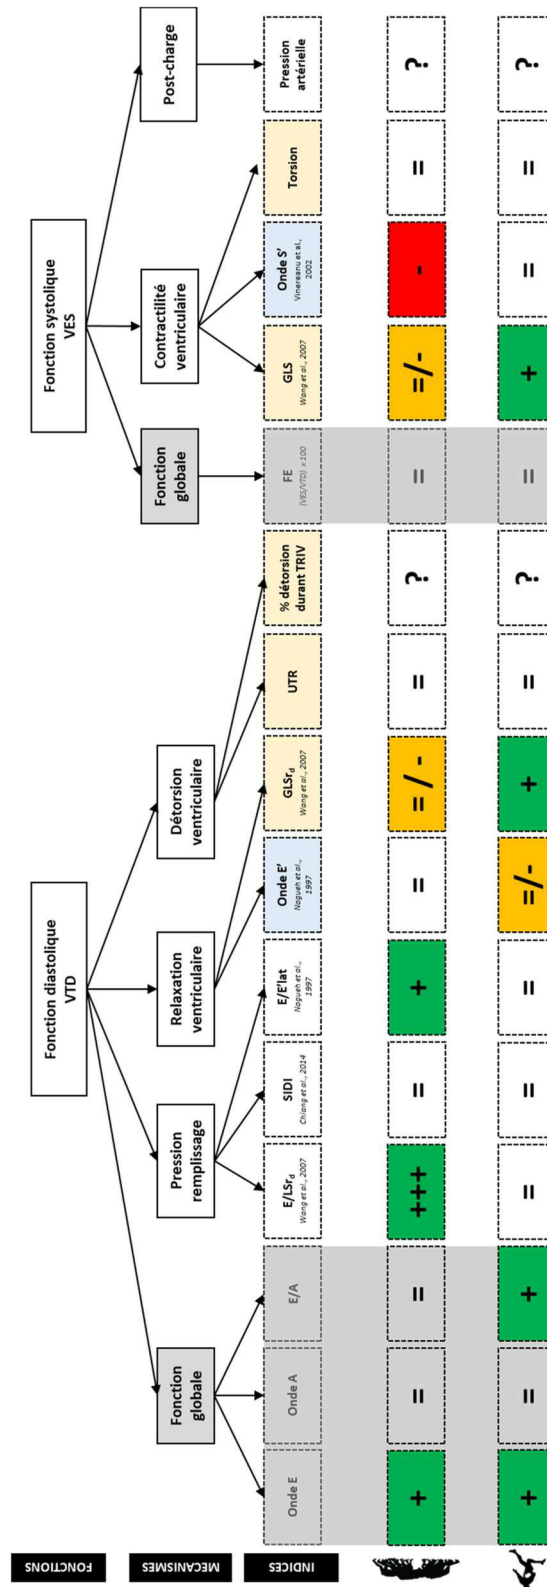 FONCTIONS
Fonction diastolique
VTD
Fonction systolique
VES
MECANISMES
Fonction
globale
Pression
remplissage
Relaxation
ventriculaire
Détorsion
ventriculaire
Fonction
globale
Contractilité
ventriculaire
Post-charge
INDICES
Onde E
Onde A
E/A
E/LSrd
Wang et al., 2007
SIDI
Chiang et al., 2014
E/E'lat
Nagueh et al.,
1997
Onde E'
Nagueh et al.,
1997
GLSrd
Wang et al., 2007
UTR
% détorsion
durant TRIV
FE
(VES/VTD) x 100
GLS
Wang et al., 2007
Onde S'
Vinereanu et al.,
2002
Torsion
Pression
artérielle
+ = = +++ = + = =/- = ? = =/- - = ?
+ = + = = = =/- + = ? = + = = ?